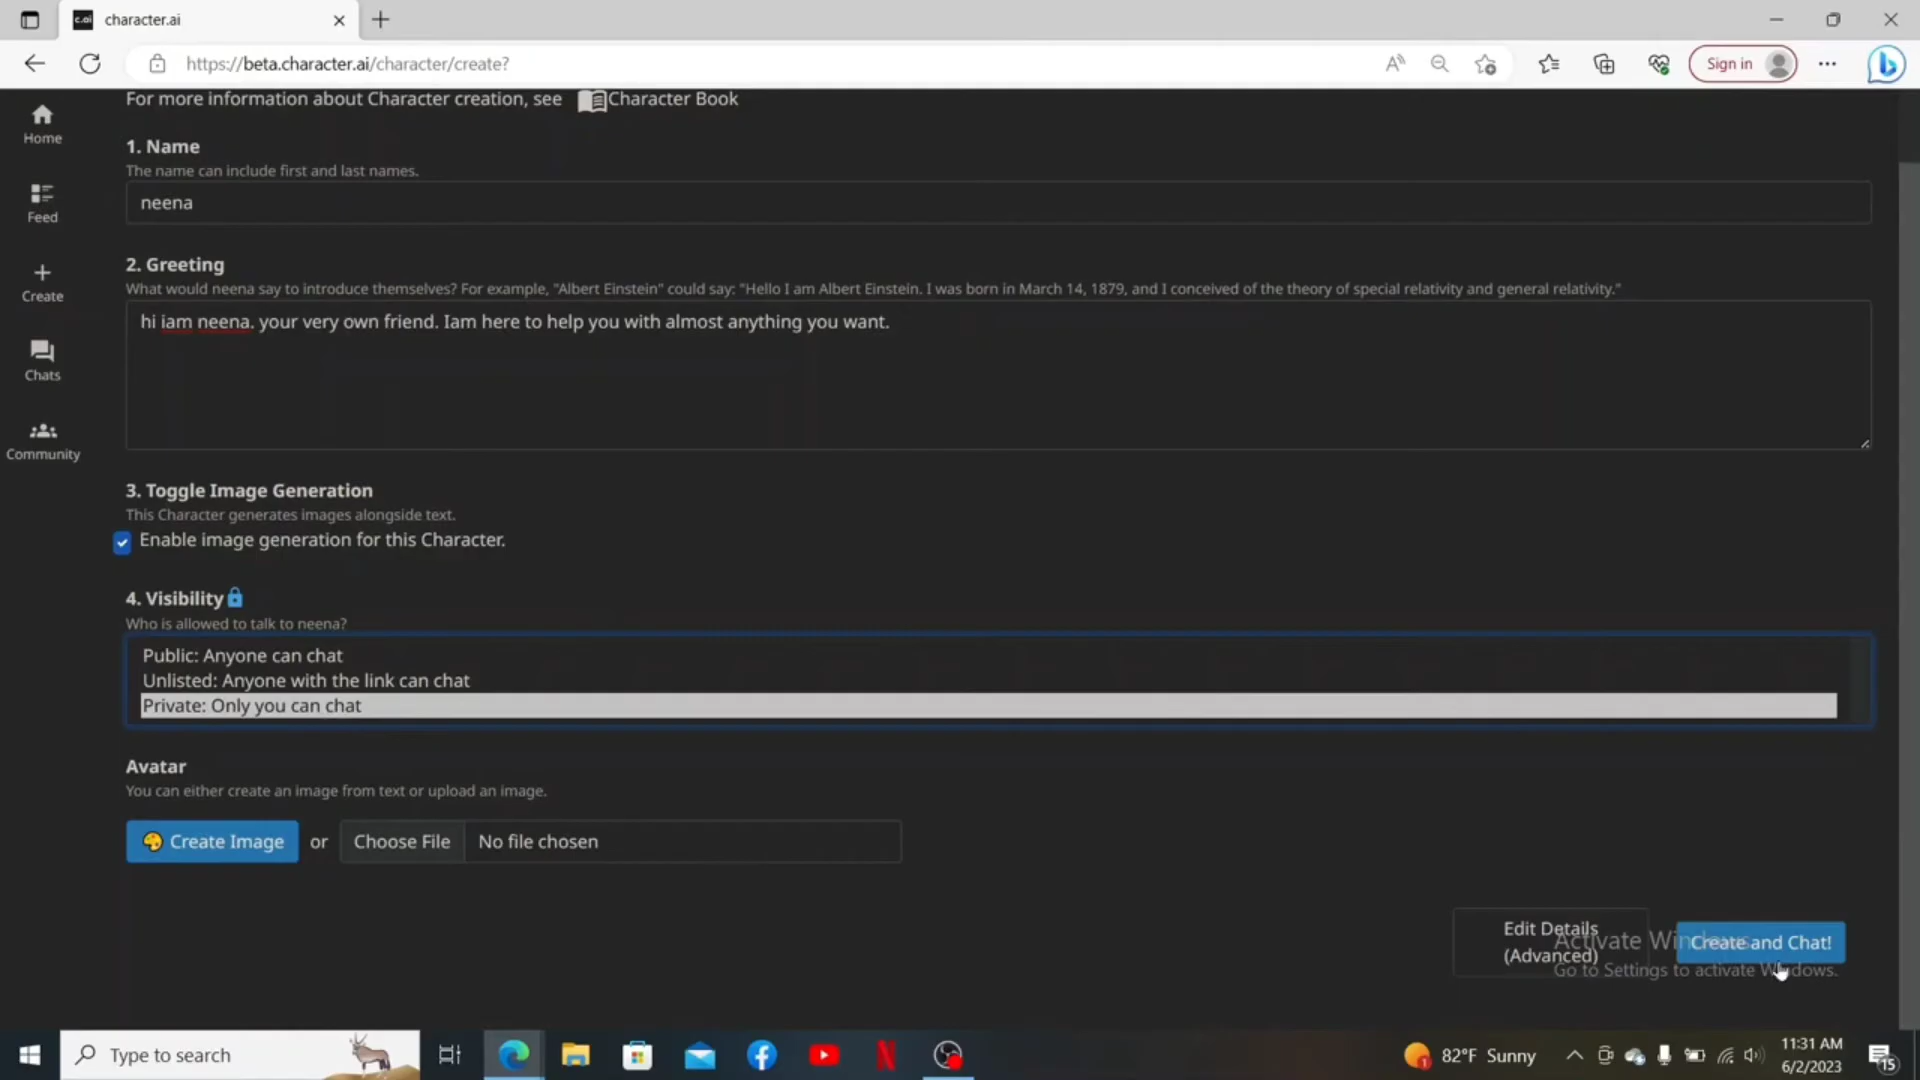 character.ai
https://beta.character.ai/character/create?
Sign in
For more information about Character creation, see Character Book
Home
Feed
Create
Chats
Community
1. Name
The name can include first and last names.
neena
2. Greeting
What would neena say to introduce themselves? For example, "Albert Einstein" could say: "Hello I am Albert Einstein. I was born in March 14, 1879, and I conceived of the theory of special relativity and general relativity."
hi iam neena. your very own friend. Iam here to help you with almost anything you want.
3. Toggle Image Generation
This Character generates images alongside text.
Enable image generation for this Character.
4. Visibility
Who is allowed to talk to neena?
Public: Anyone can chat
Unlisted: Anyone with the link can chat
Private: Only you can chat
Avatar
You can either create an image from text or upload an image.
Create Image or Choose File No file chosen
Edit Details
(Advanced)
Create and Chat!
Activate Windows
Go to Settings to activate Windows.
Type to search
82°F Sunny
11:31 AM
6/2/2023
15